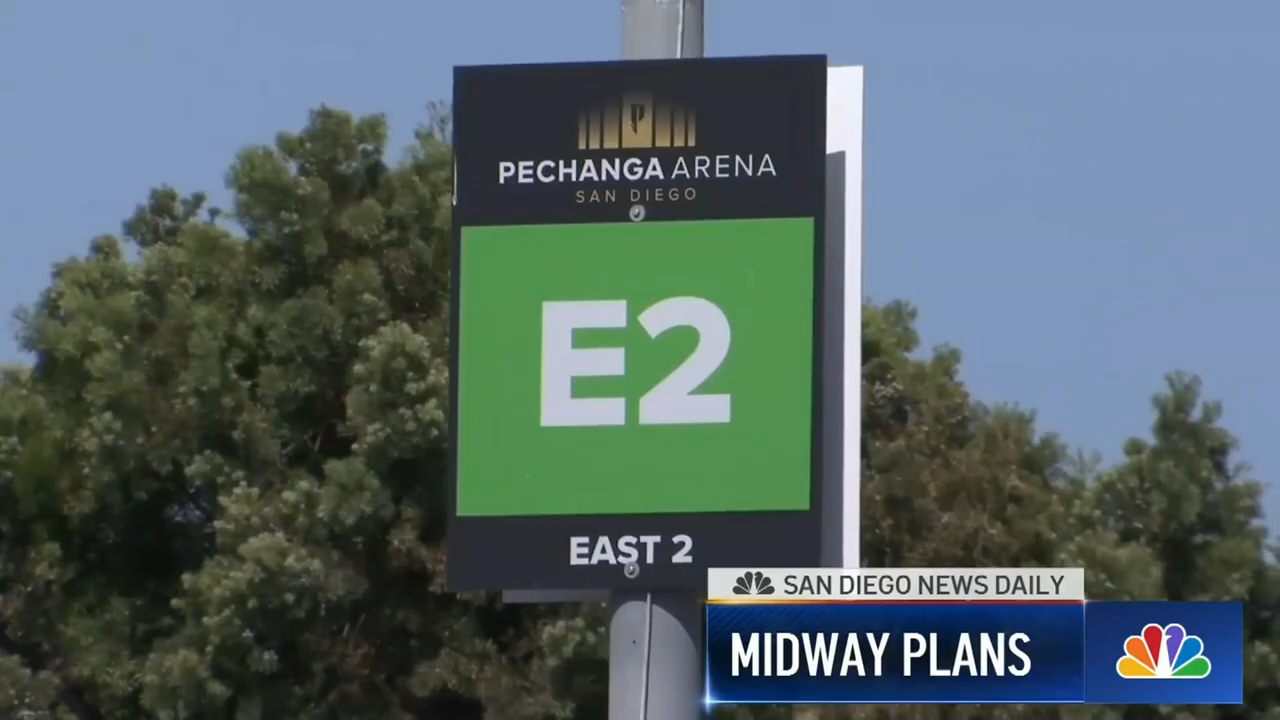 P
PECHANGA ARENA
SAN DIEGO
E2
EAST 2
SAN DIEGO NEWS DAILY
MIDWAY PLANS